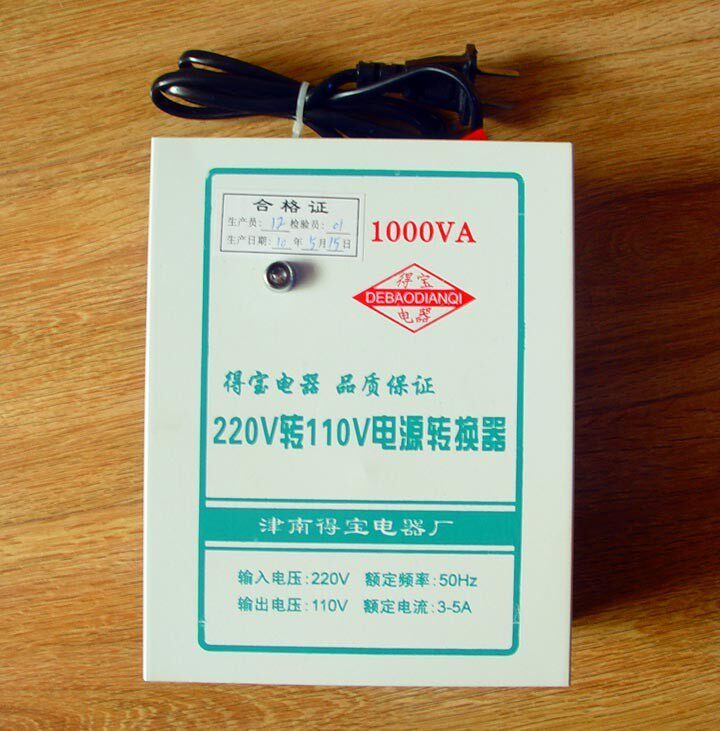 合格证
生产员: 12 检验员: 01
生产日期: 10 年 5 月 15 日
1000VA
得宝
DEBAODIANQI
电器
得宝电器 品质保证
220V转110V电源转换器
津南得宝电器厂
输入电压:220V 额定频率:50Hz
输出电压:110V 额定电流:3-5A